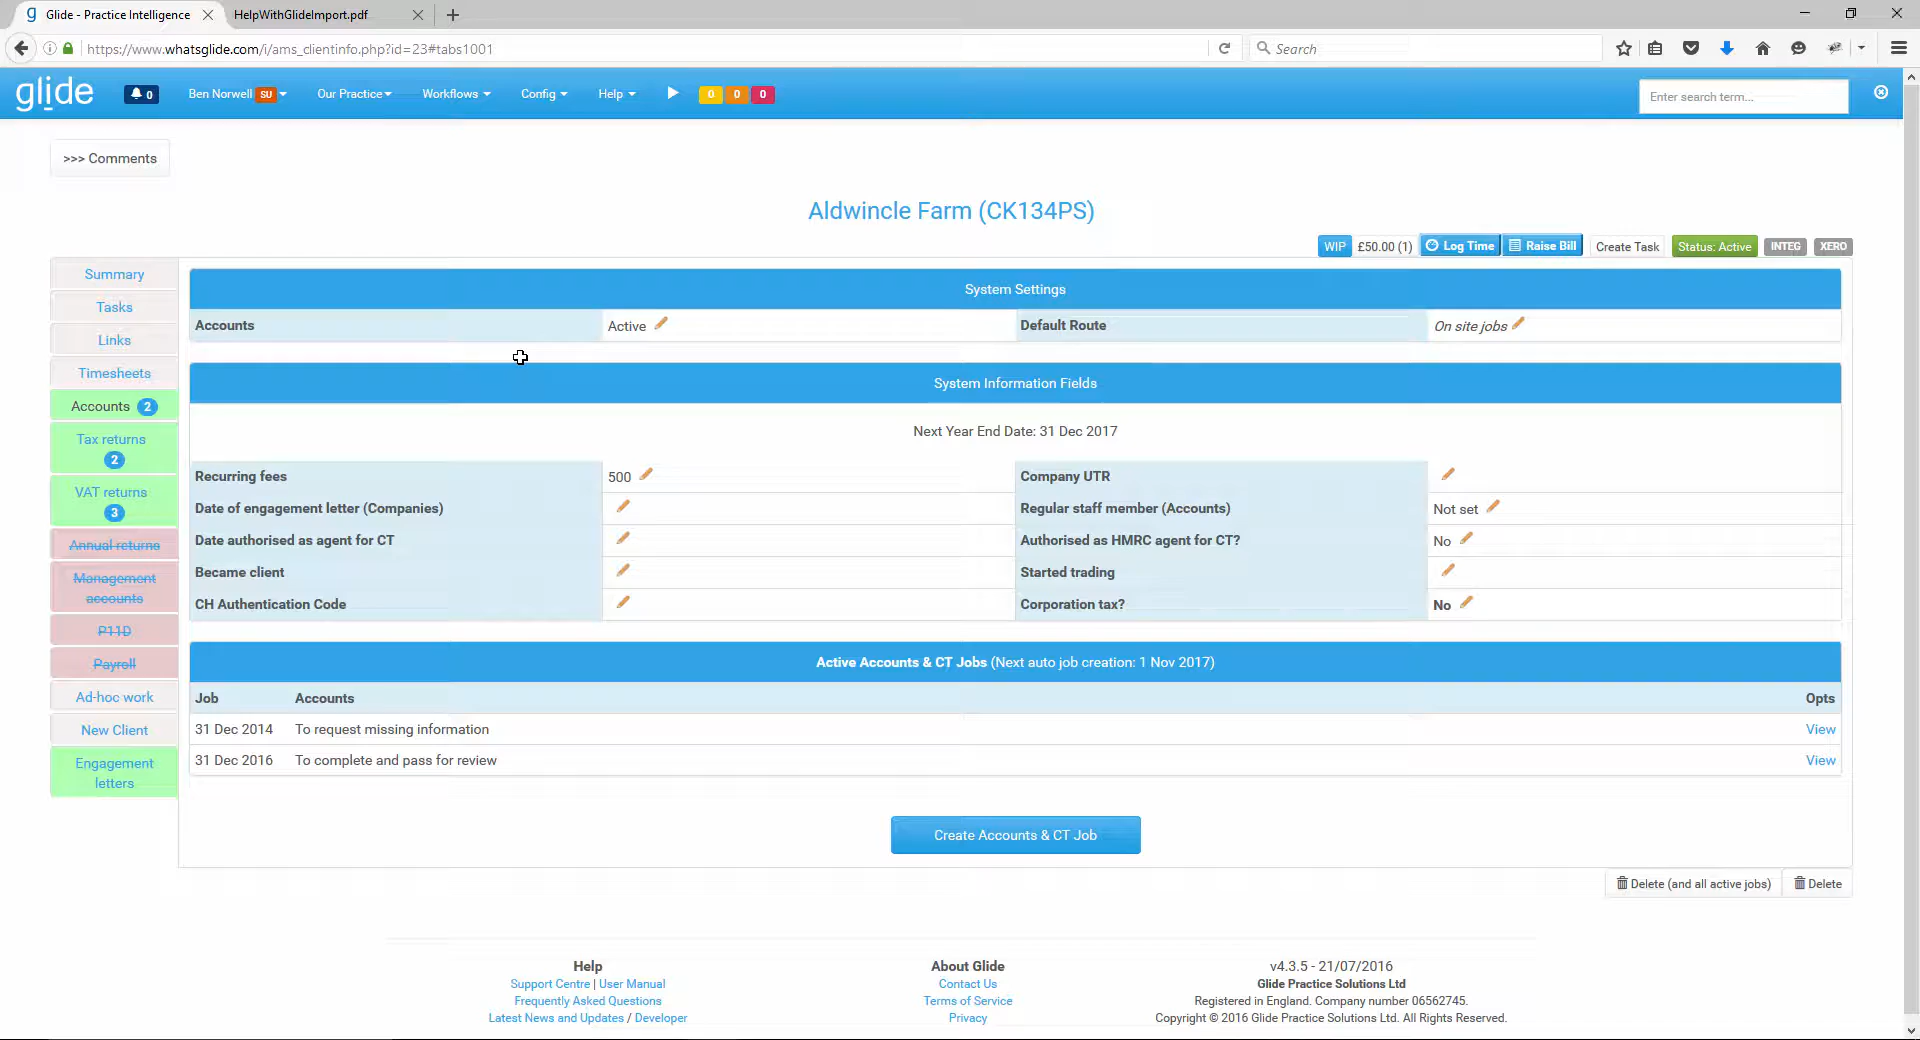 Glide - Practice Intelligence
HelpWithGlideImport.pdf
https://www.whatsglide.com/i/ams_clientinfo.php?id=23#tabs1001
Search
glide
0
Ben Norwell SU
Our Practice
Workflows
Config
Help
0 0 0
Enter search term...
>>> Comments
Aldwincle Farm (CK134PS)
WIP £50.00 (1) Log Time Raise Bill Create Task Status: Active INTEG XERO
Summary
Tasks
Links
Timesheets
Accounts 2
Tax returns
2
VAT returns
3
Annual returns
Management
accounts
P11D
Payroll
Ad-hoc work
New Client
Engagement
letters
System Settings
Accounts Active Default Route On site jobs
System Information Fields
Next Year End Date: 31 Dec 2017
Recurring fees 500 Company UTR
Date of engagement letter (Companies) Regular staff member (Accounts) Not set
Date authorised as agent for CT Authorised as HMRC agent for CT? No
Became client Started trading
CH Authentication Code Corporation tax? No
Active Accounts & CT Jobs (Next auto job creation: 1 Nov 2017)
Job Accounts Opts
31 Dec 2014 To request missing information View
31 Dec 2016 To complete and pass for review View
Create Accounts & CT Job
Delete (and all active jobs) Delete
Help
Support Centre | User Manual
Frequently Asked Questions
Latest News and Updates / Developer
About Glide
Contact Us
Terms of Service
Privacy
v4.3.5 - 21/07/2016
Glide Practice Solutions Ltd
Registered in England. Company number 06562745.
Copyright © 2016 Glide Practice Solutions Ltd. All Rights Reserved.